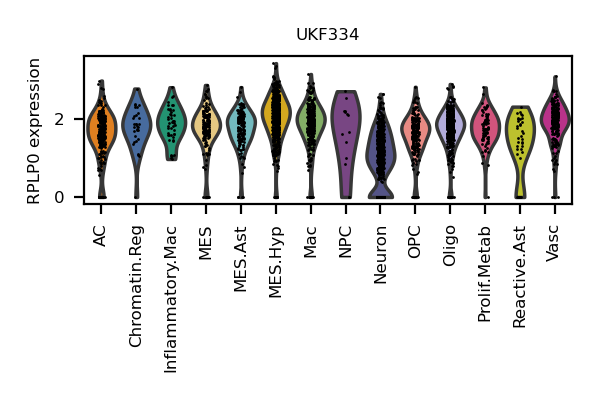 UKF334
RPLP0 expression
2
0
AC
Chromatin.Reg
Inflammatory.Mac
MES
MES.Ast
MES.Hyp
Mac
NPC
Neuron
OPC
Oligo
Prolif.Metab
Reactive.Ast
Vasc